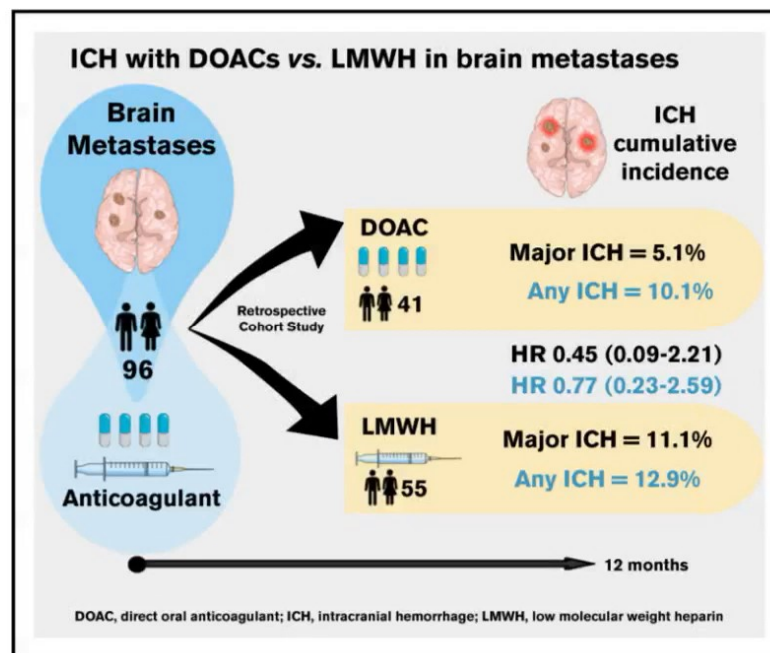 ICH with DOACs vs. LMWH in brain metastases
Brain
Metastases
96
Anticoagulant
Retrospective
Cohort Study
DOAC
41
ICH
cumulative
incidence
Major ICH = 5.1%
Any ICH = 10.1%
HR 0.45 (0.09-2.21)
HR 0.77 (0.23-2.59)
LMWH
55
Major ICH = 11.1%
Any ICH = 12.9%
12 months
DOAC, direct oral anticoagulant; ICH, intracranial hemorrhage; LMWH, low molecular weight heparin